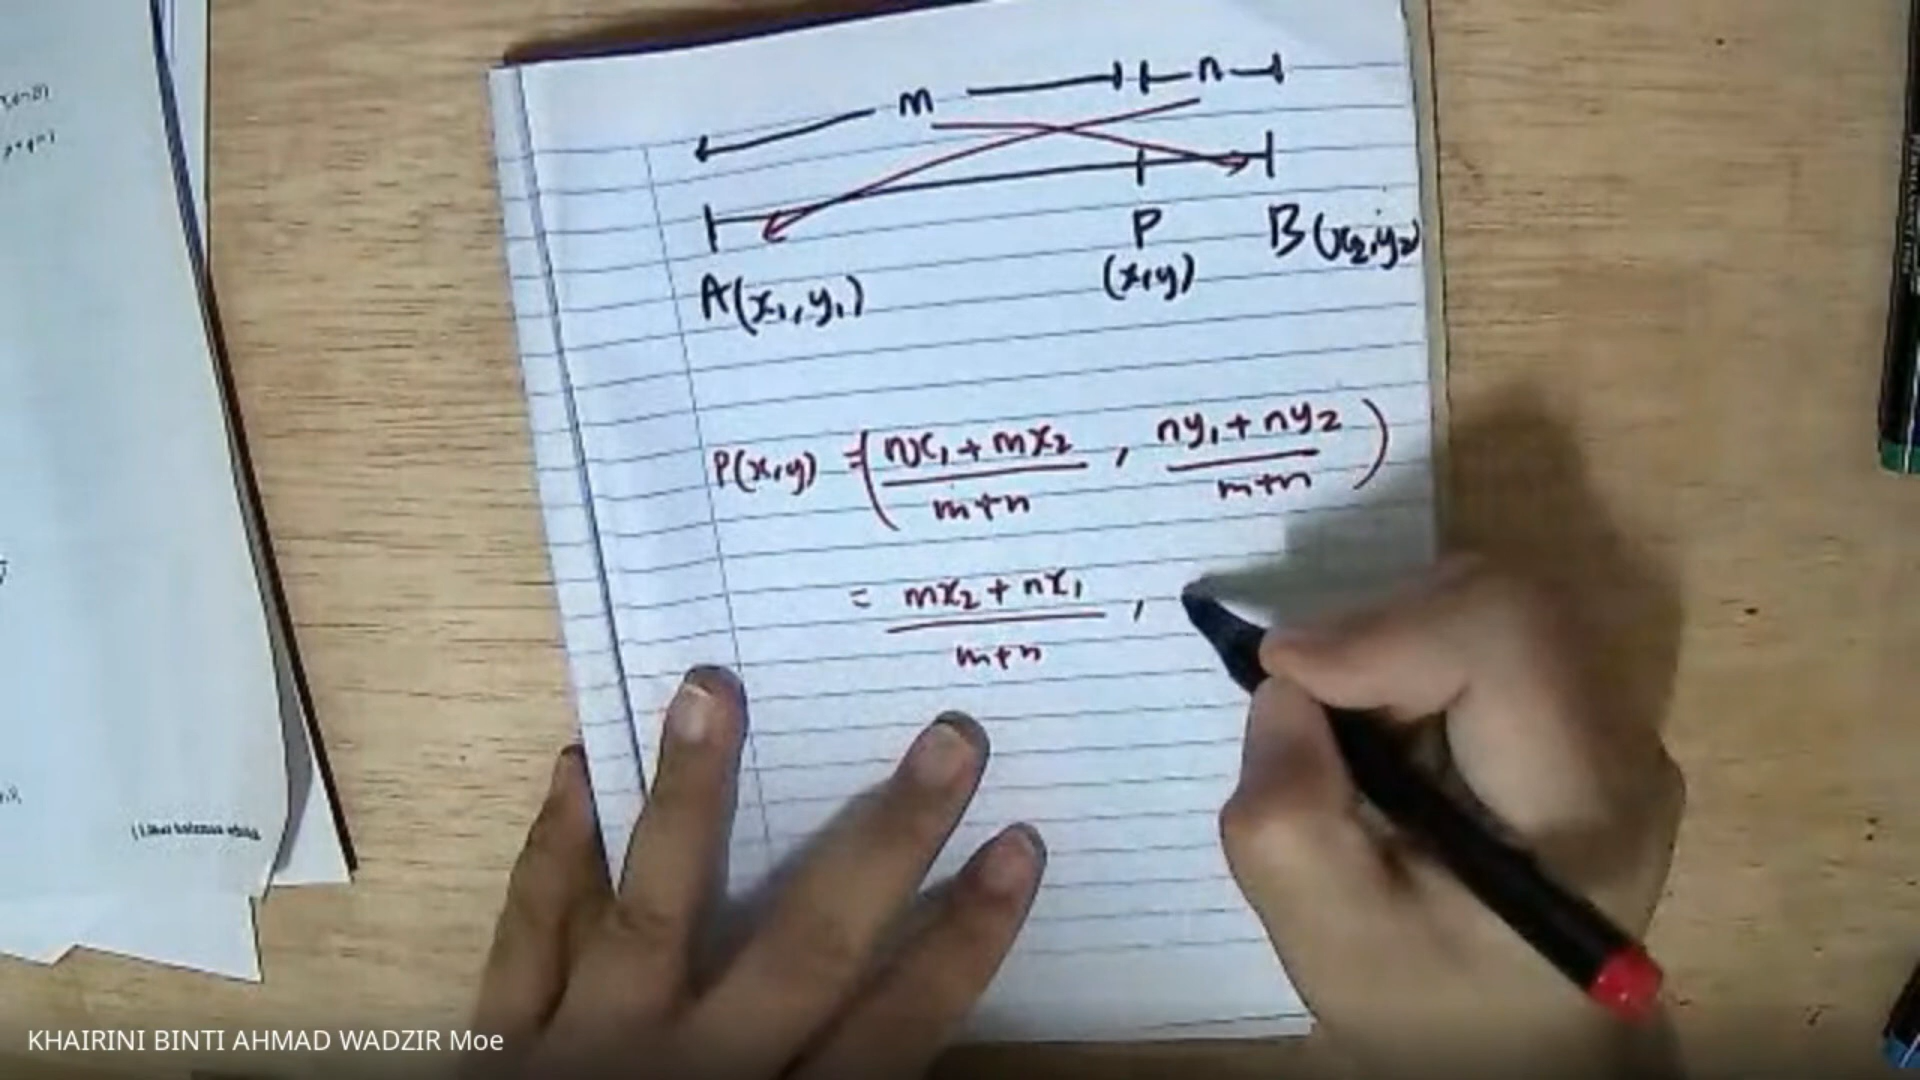 m n
A(x₁, y₁) P (x,y) B(x₂,y₂)
P(x,y) = ( nx₁ + mx₂ / m+n , ny₁ + ny₂ / m+n )
= mx₂ + nx₁ / m+n ,
KHAIRINI BINTI AHMAD WADZIR Moe